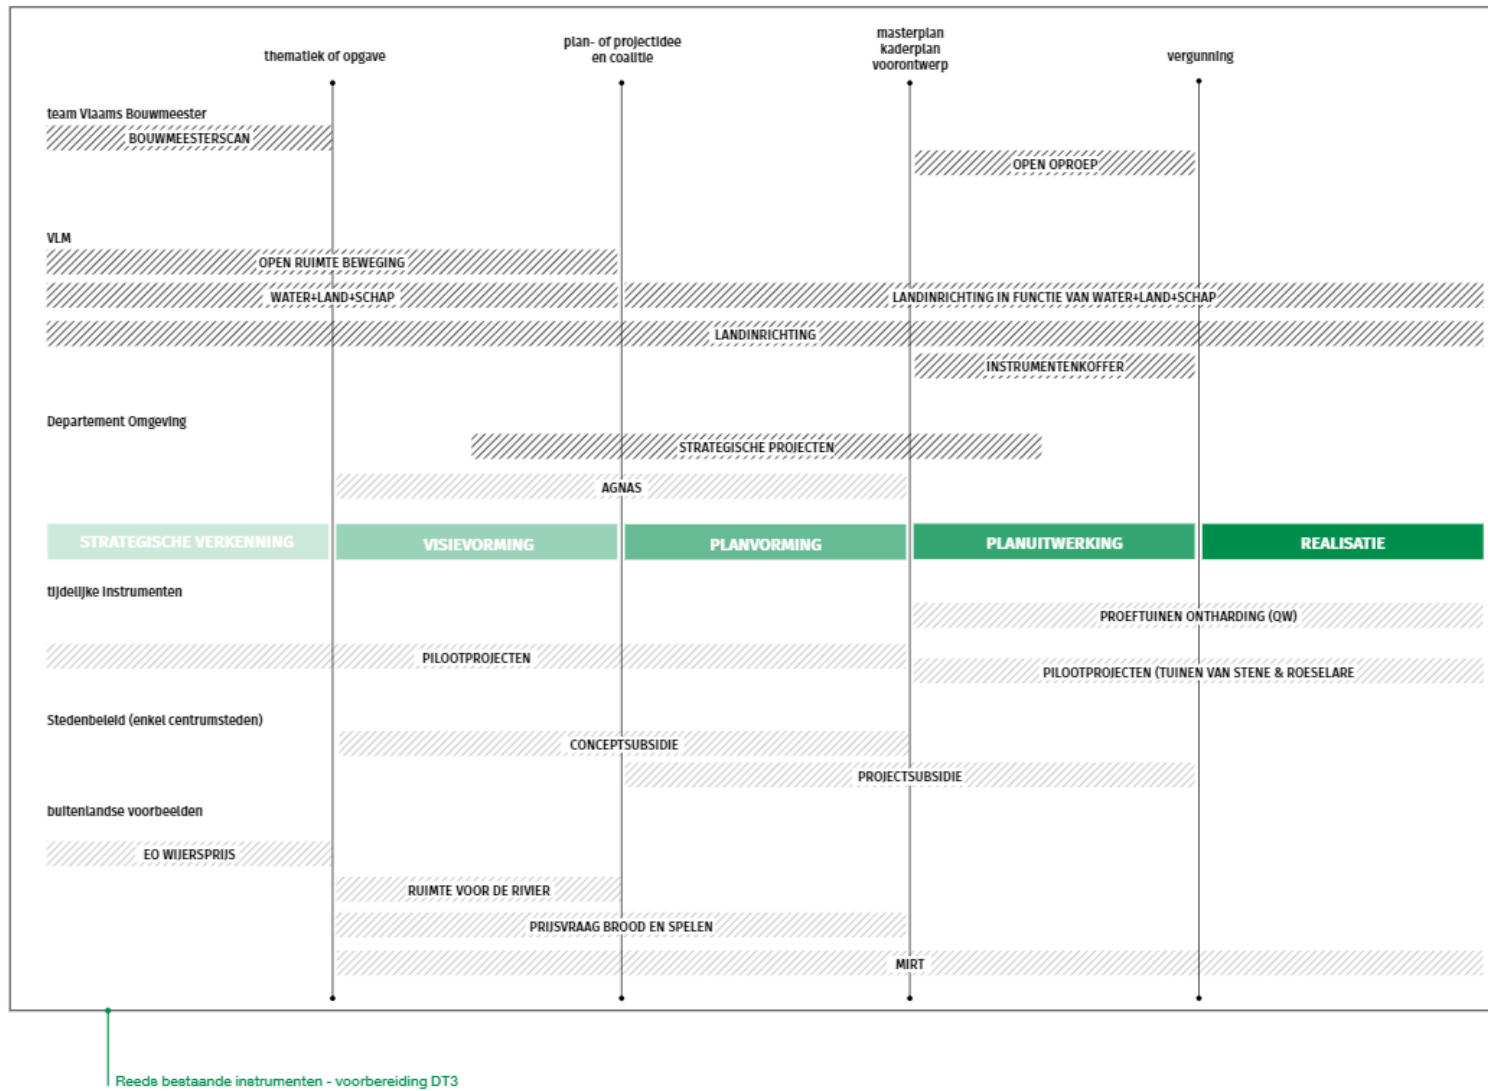 thematiek of opgave
plan- of projectidee
en coalitie
masterplan
kaderplan
voorontwerp
vergunning
team Vlaams Bouwmeester
BOUWMEESTERSCAN
OPEN OPROEP
VLM
OPEN RUIMTE BEWEGING
WATER+LAND+SCHAP
LANDINRICHTING IN FUNCTIE VAN WATER+LAND+SCHAP
LANDINRICHTING
INSTRUMENTENKOFFER
Departement Omgeving
STRATEGISCHE PROJECTEN
AGNAS
STRATEGISCHE VERKENNING
VISIEVORMING
PLANVORMING
PLANUITWERKING
REALISATIE
tijdelijke instrumenten
PROEFTUINEN ONTHARDING (QW)
PILOOTPROJECTEN
PILOOTPROJECTEN (TUINEN VAN STENE & ROESELARE
Stedenbeleid (enkel centrumsteden)
CONCEPTSUBSIDIE
PROJECTSUBSIDIE
buitenlandse voorbeelden
EO WIJERSPRIJS
RUIMTE VOOR DE RIVIER
PRIJSVRAAG BROOD EN SPELEN
MIRT
Reeds bestaande instrumenten - voorbereiding DT3